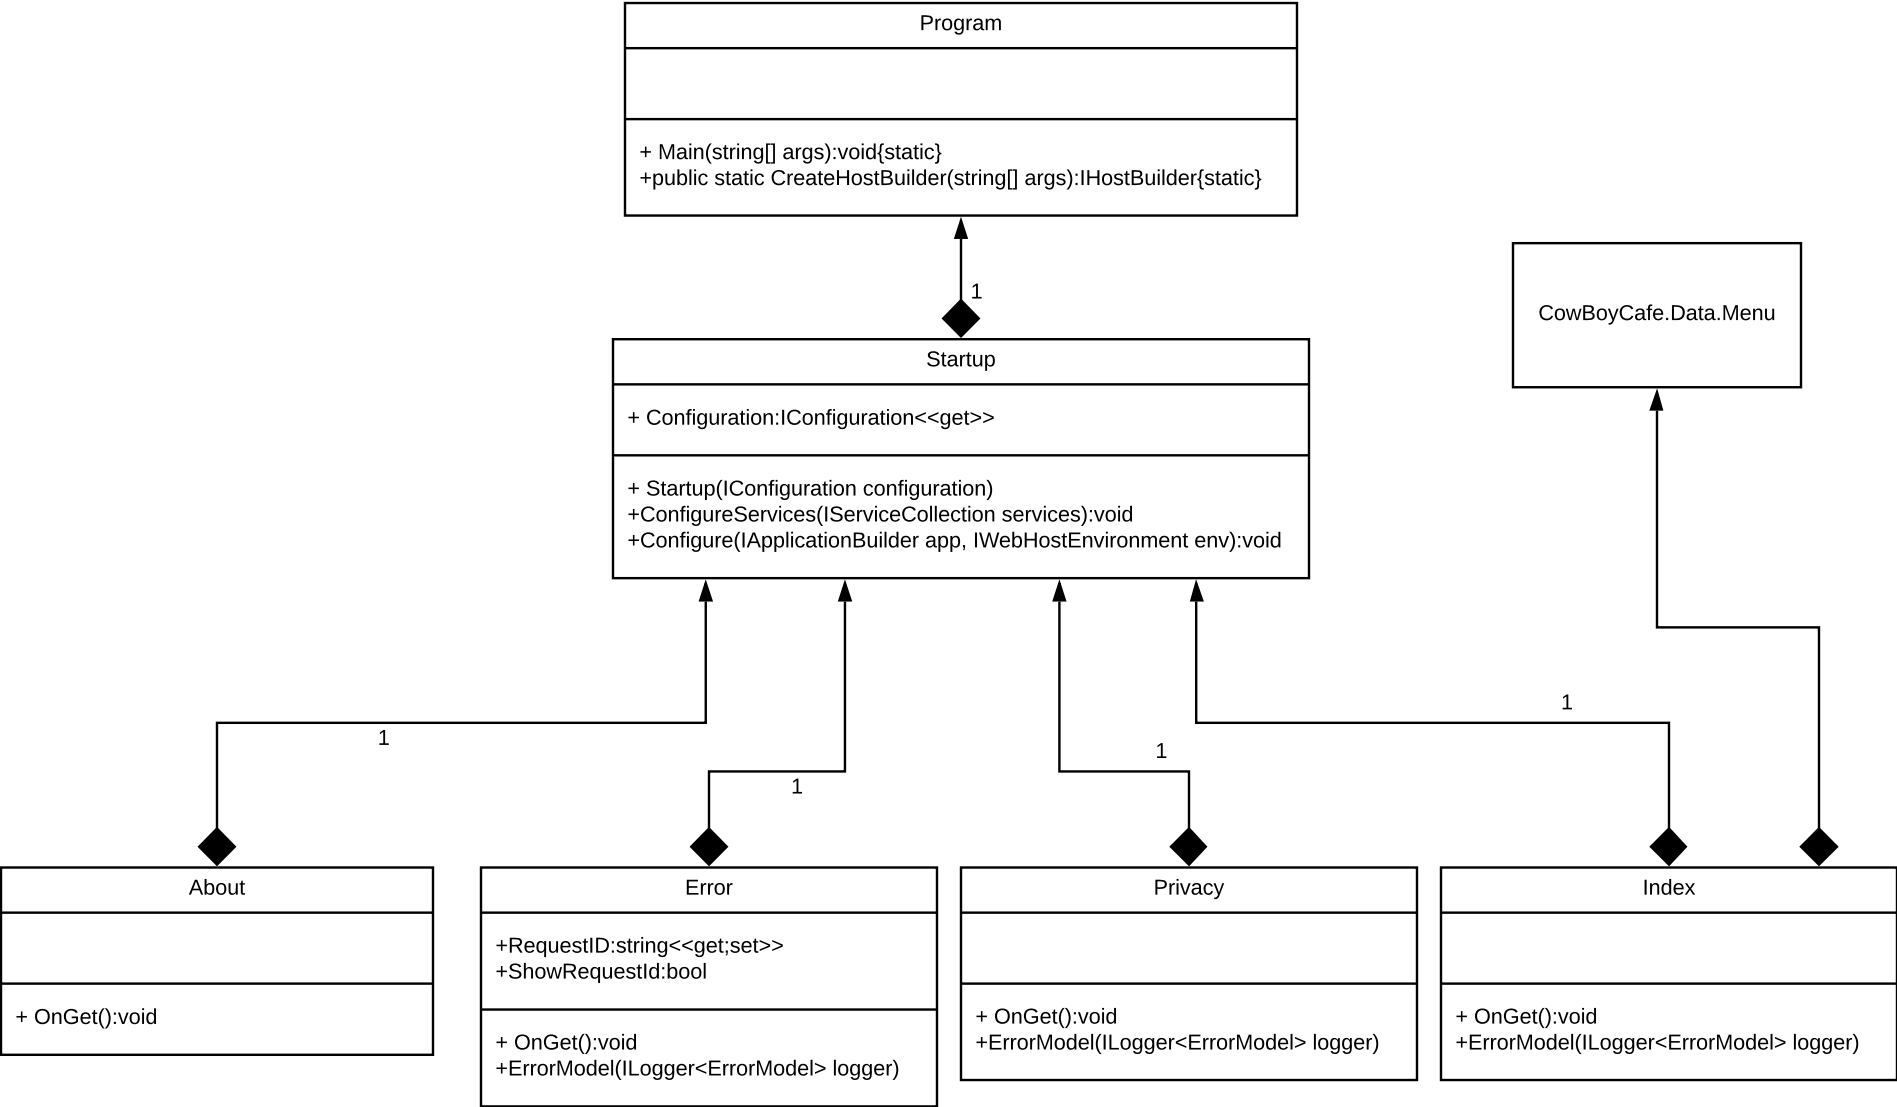 Program
+ Main(string[] args):void{static}
+public static CreateHostBuilder(string[] args):IHostBuilder{static}
1
CowBoyCafe.Data.Menu
Startup
+ Configuration:IConfiguration<<get>>
+ Startup(IConfiguration configuration)
+ConfigureServices(IServiceCollection services):void
+Configure(IApplicationBuilder app, IWebHostEnvironment env):void
1
1
1
1
About
+ OnGet():void
Error
+RequestID:string<<get;set>>
+ShowRequestId:bool
+ OnGet():void
+ErrorModel(ILogger<ErrorModel> logger)
Privacy
+ OnGet():void
+ErrorModel(ILogger<ErrorModel> logger)
Index
+ OnGet():void
+ErrorModel(ILogger<ErrorModel> logger)